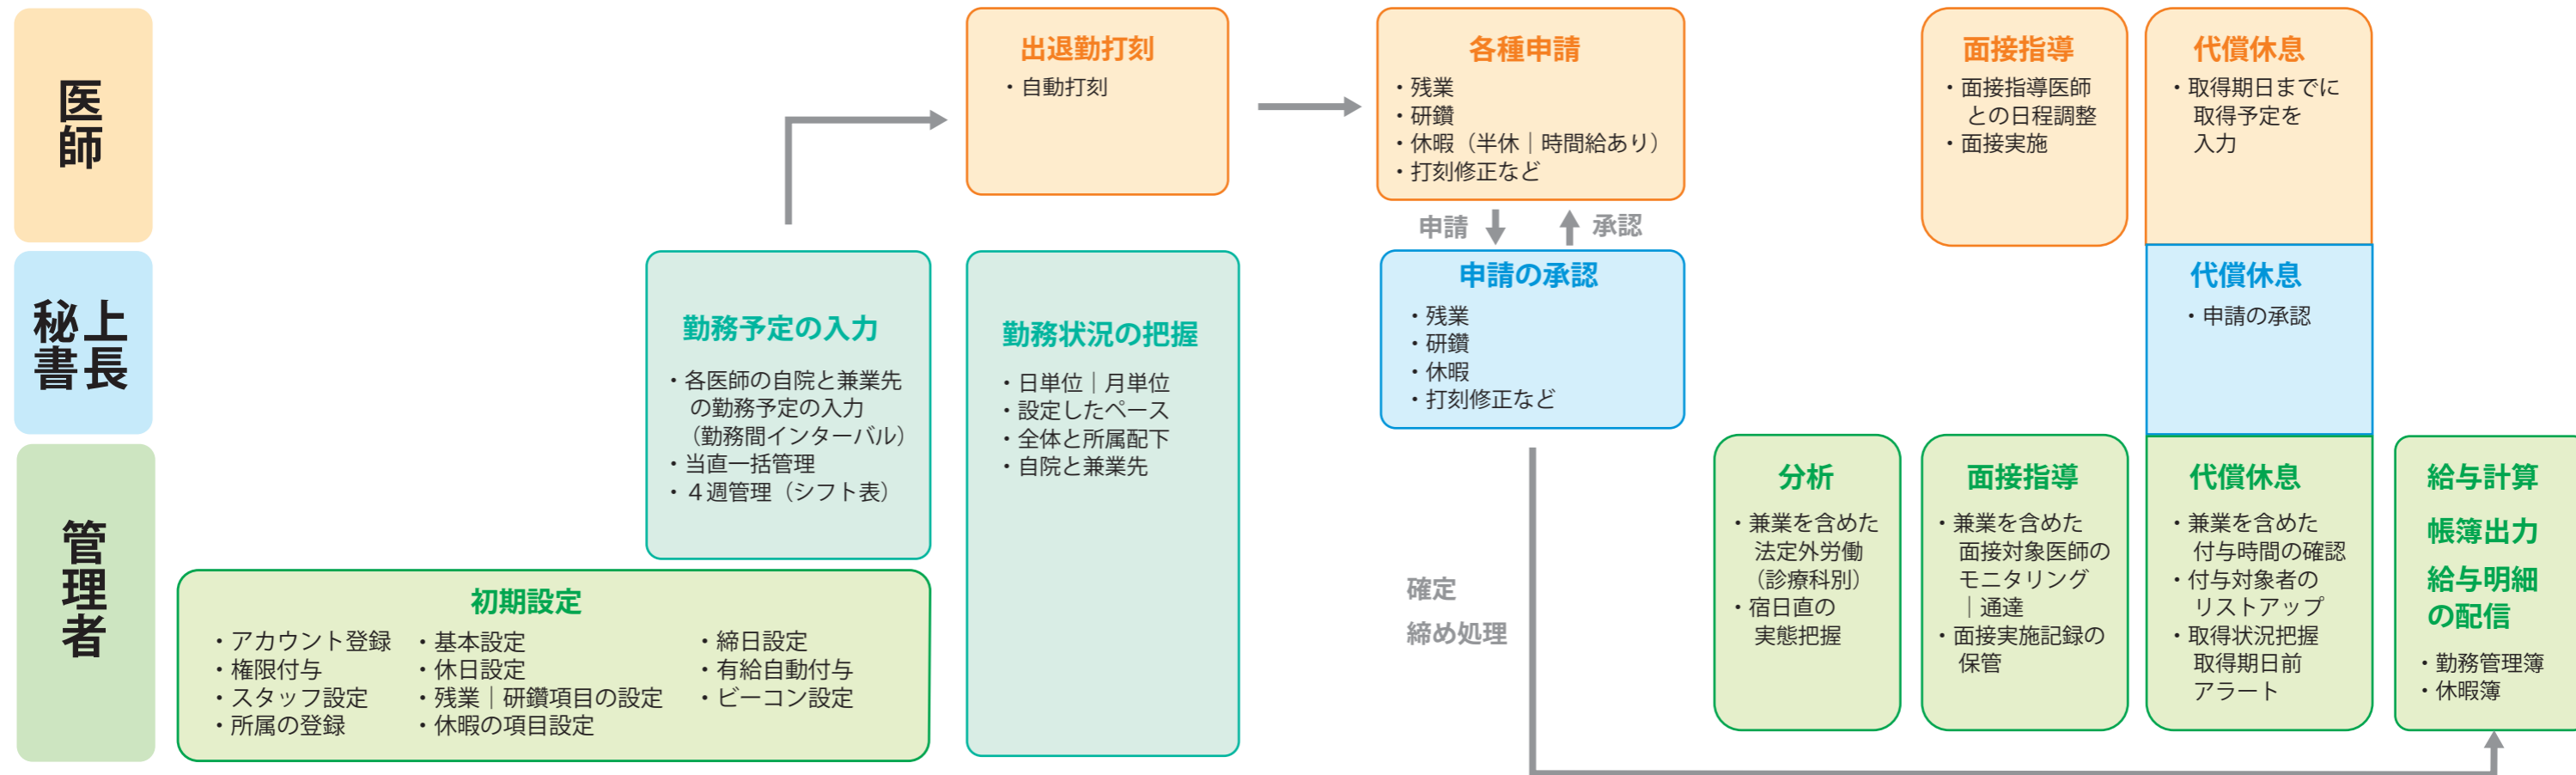 医師
出退勤打刻
・自動打刻
各種申請
・残業
・研鑽
・休暇（半休｜時間給あり）
・打刻修正など
面接指導
・面接指導医師
との日程調整
・面接実施
代償休息
・取得期日までに
取得予定を
入力
申請
承認
上長
秘書
勤務予定の入力
・各医師の自院と兼業先
の勤務予定の入力
（勤務間インターバル）
・当直一括管理
・４週管理（シフト表）
勤務状況の把握
・日単位｜月単位
・設定したペース
・全体と所属配下
・自院と兼業先
申請の承認
・残業
・研鑽
・休暇
・打刻修正など
代償休息
・申請の承認
管理者
初期設定
・アカウント登録
・権限付与
・スタッフ設定
・所属の登録
・基本設定
・休日設定
・残業｜研鑽項目の設定
・休暇の項目設定
・締日設定
・有給自動付与
・ビーコン設定
確定
締め処理
分析
・兼業を含めた
法定外労働
（診療科別）
・宿日直の
実態把握
面接指導
・兼業を含めた
面接対象医師の
モニタリング
｜通達
・面接実施記録の
保管
代償休息
・兼業を含めた
付与時間の確認
・付与対象者の
リストアップ
・取得状況把握
取得期日前
アラート
給与計算
帳簿出力
給与明細
の配信
・勤務管理簿
・休暇簿